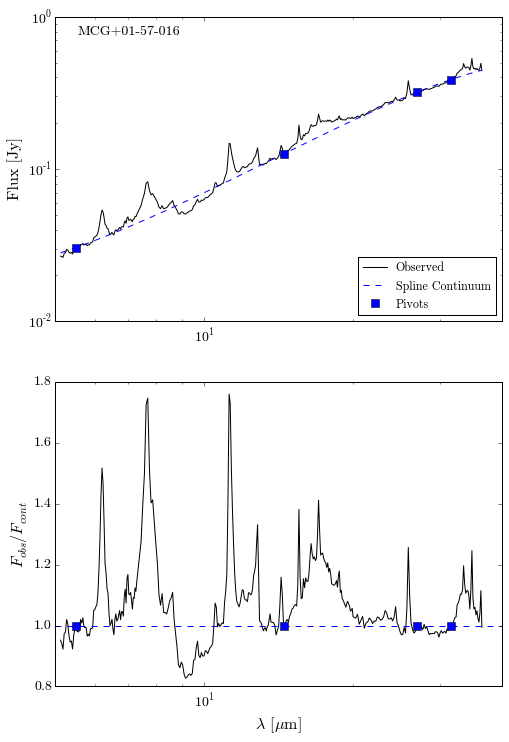 10^0
MCG+01-57-016
Flux [Jy]
10^-1
Observed
Spline Continuum
Pivots
10^-2
10^1
1.8
1.6
1.4
F_obs/F_cont
1.2
1.0
0.8
10^1
λ [μm]